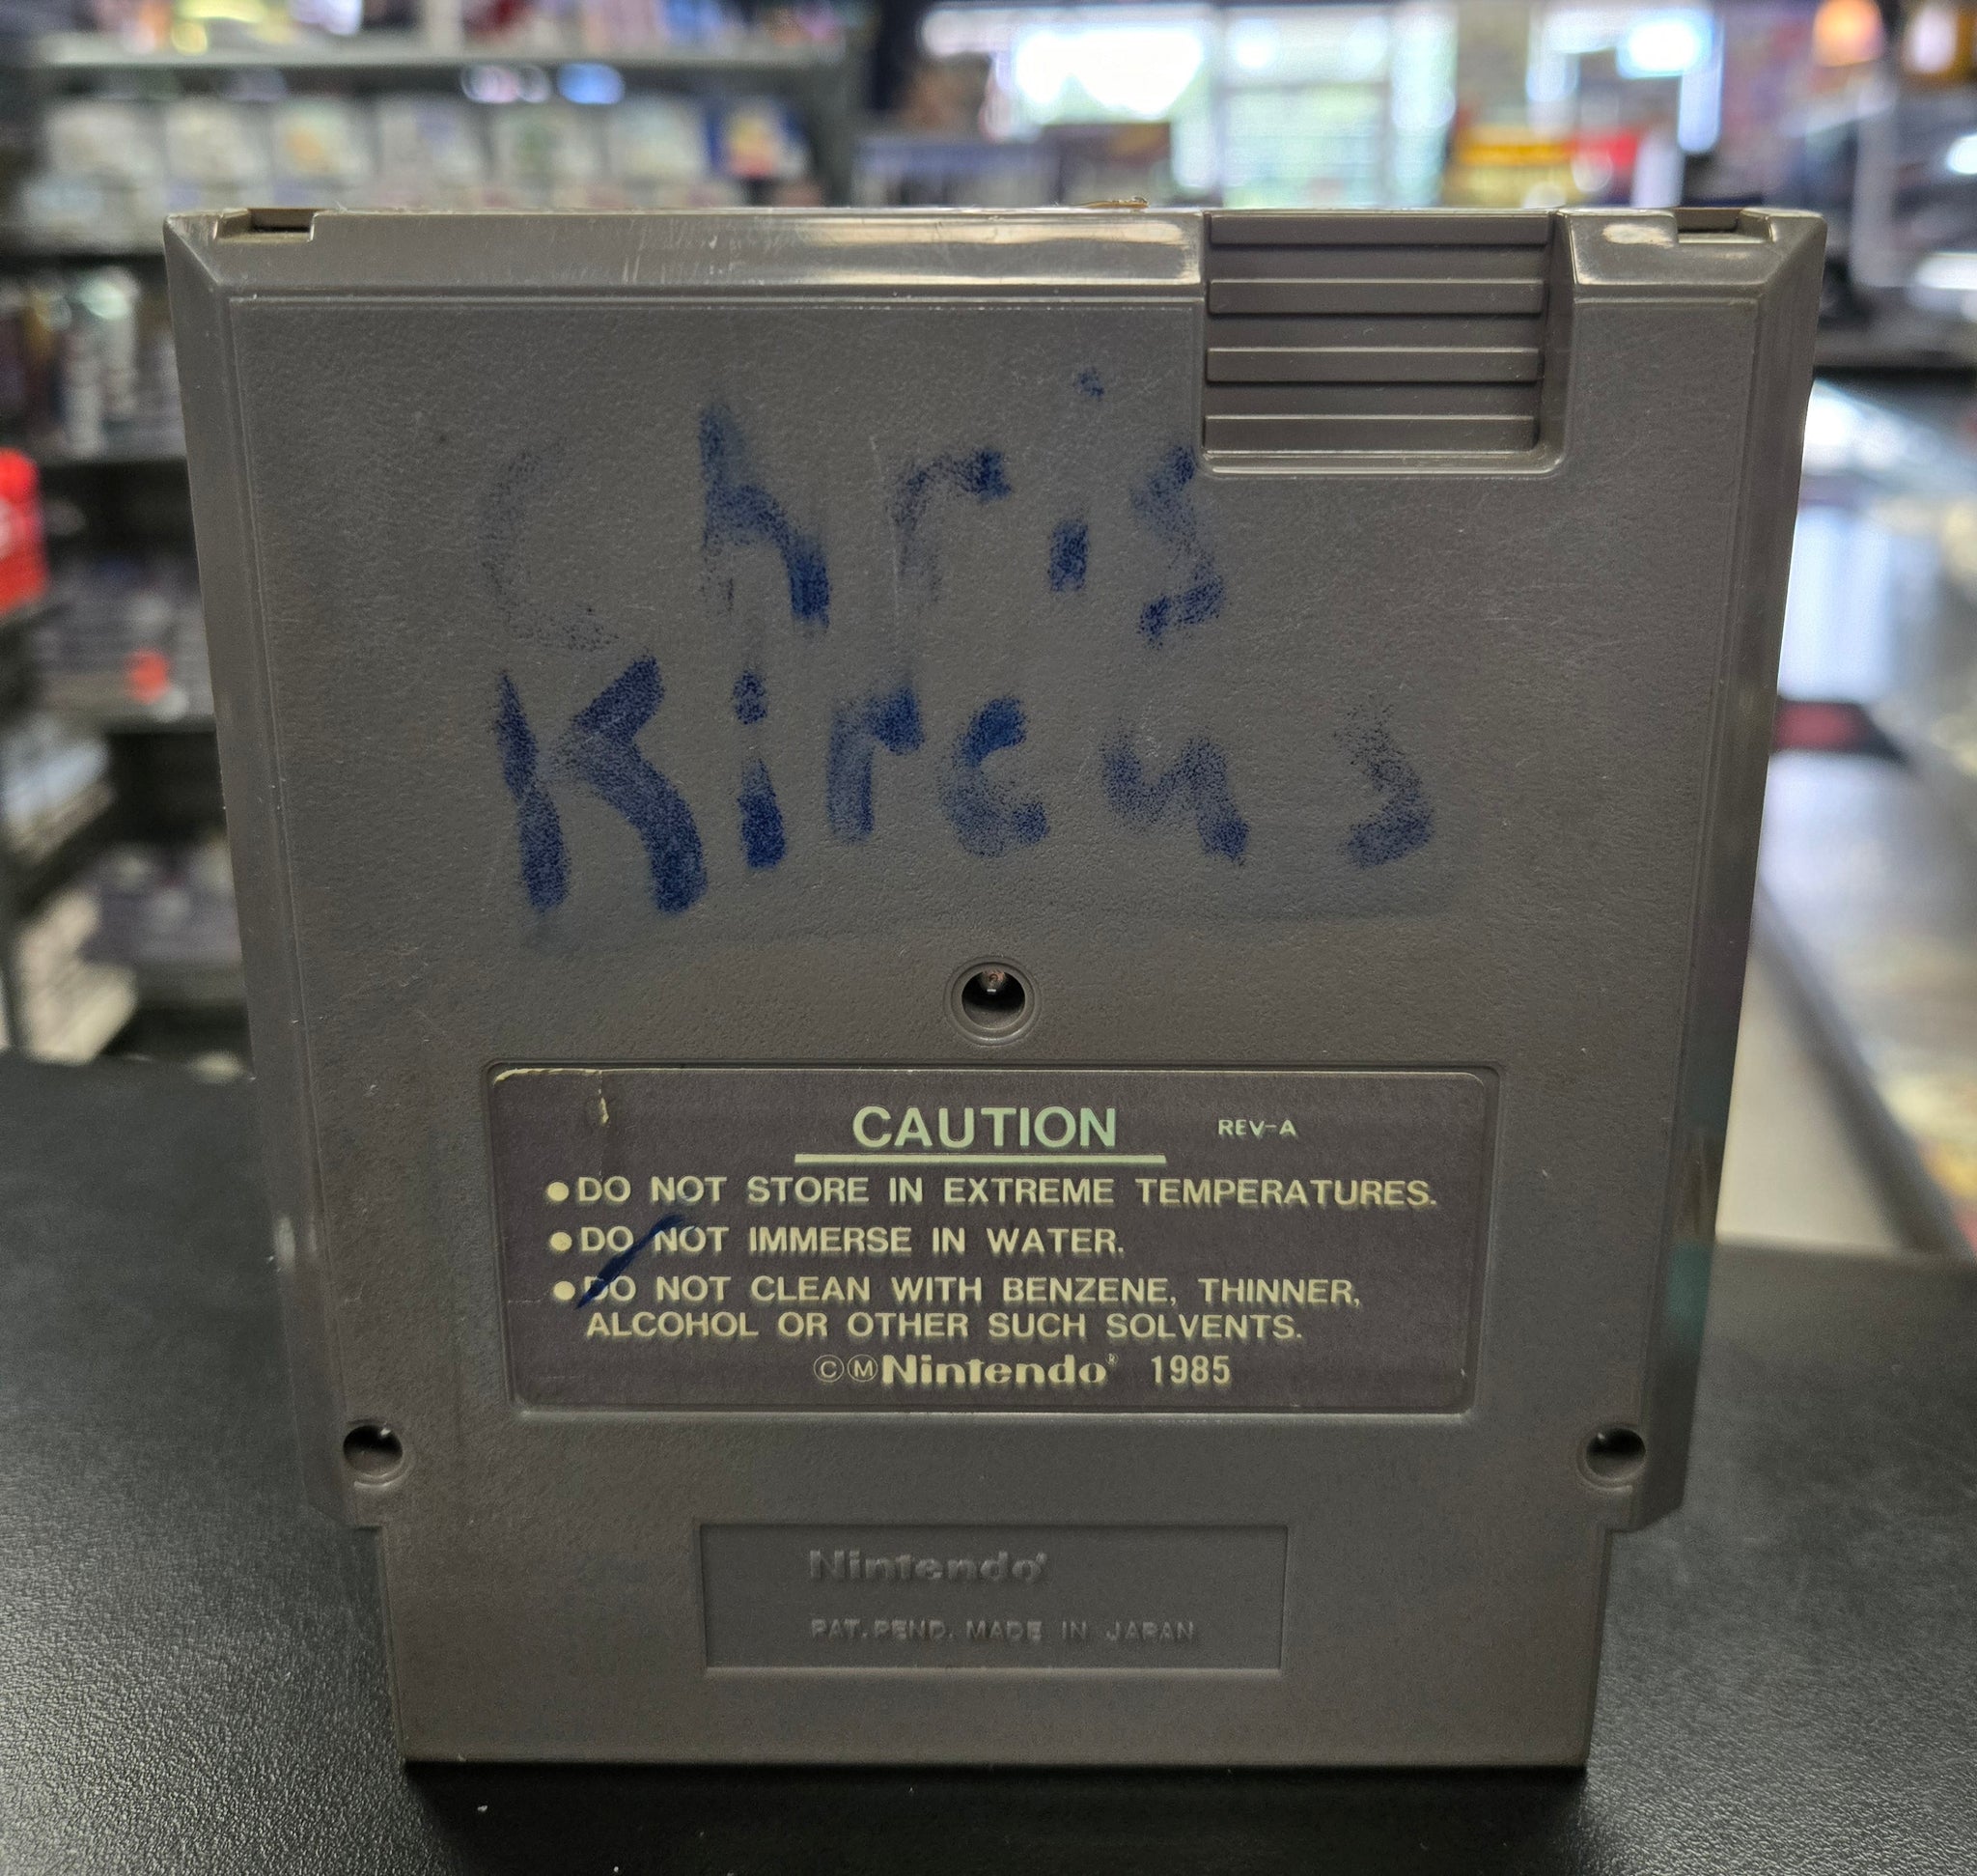 Chris
Kircus
CAUTION REV-A
●DO NOT STORE IN EXTREME TEMPERATURES.
●DO NOT IMMERSE IN WATER.
●DO NOT CLEAN WITH BENZENE, THINNER,
ALCOHOL OR OTHER SUCH SOLVENTS.
©ⓂNintendo® 1985
Nintendo®
PAT. PEND. MADE IN JAPAN